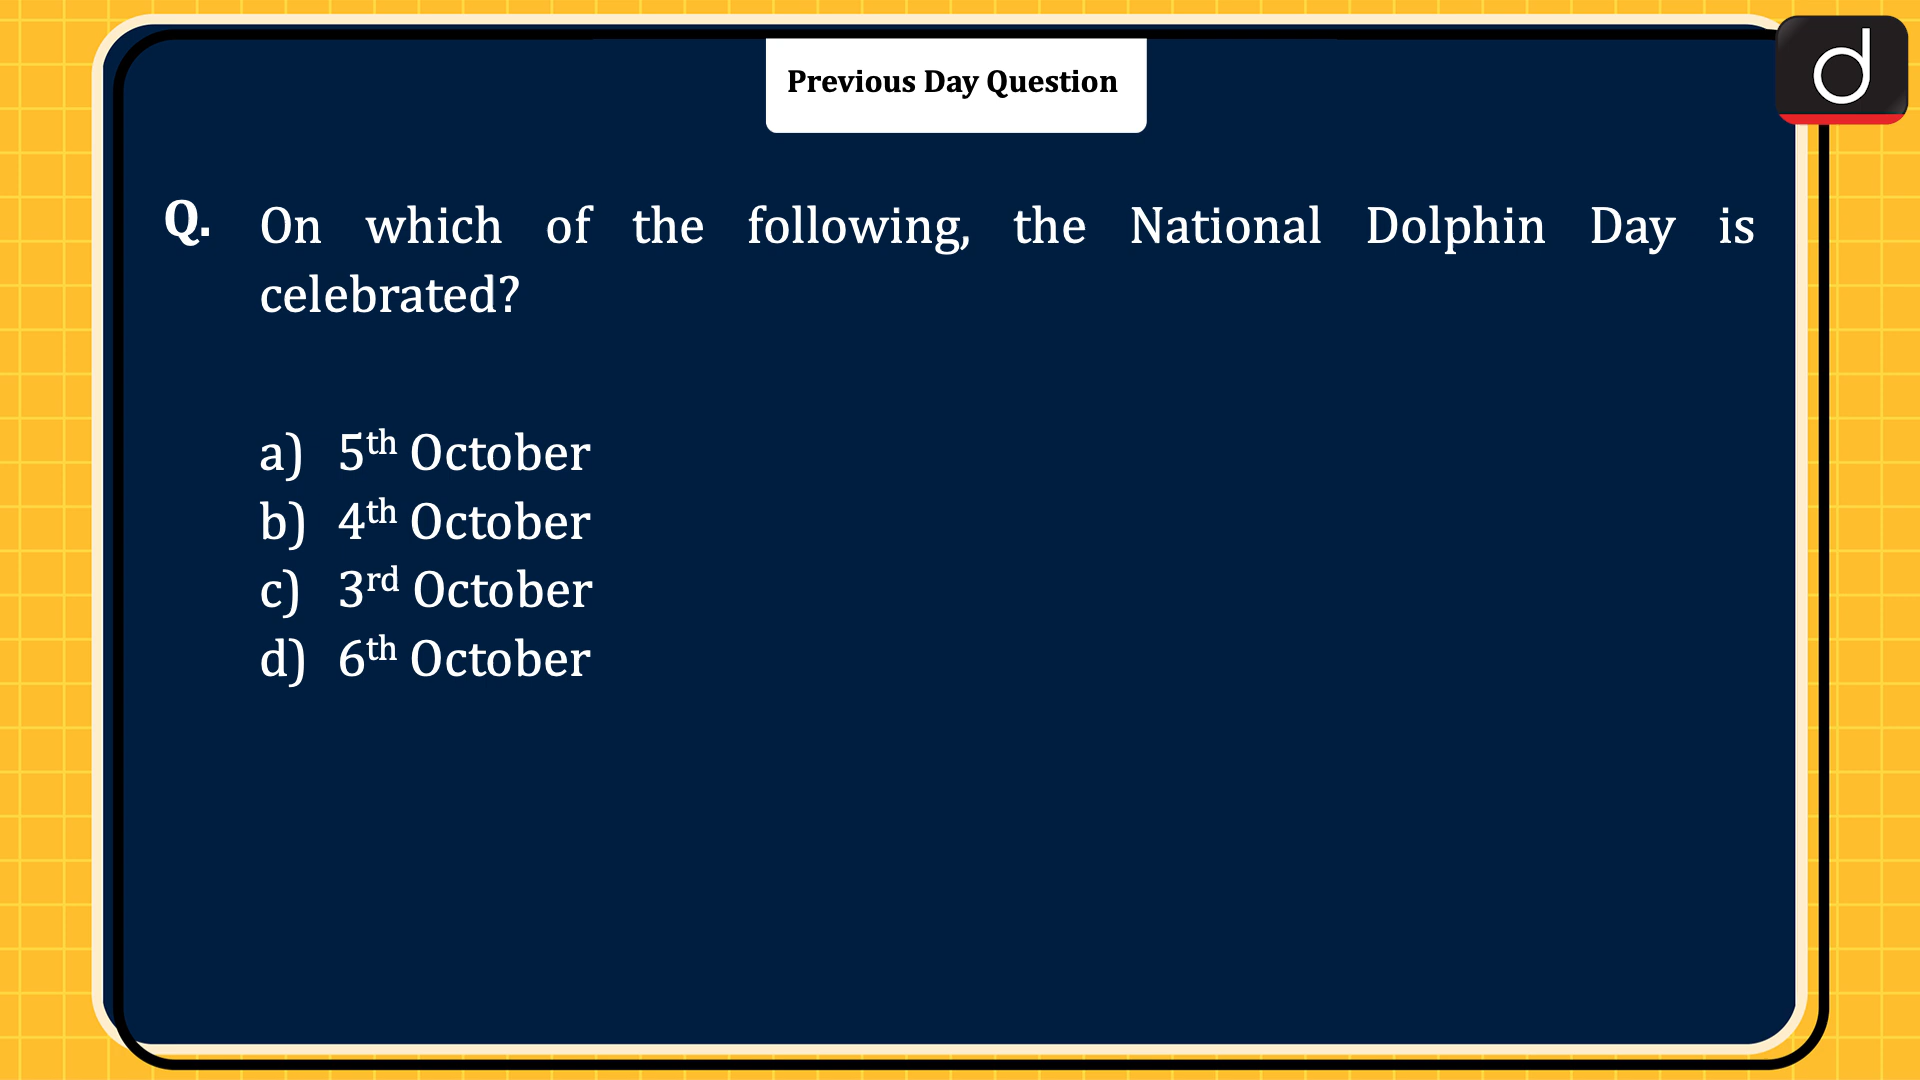 Previous Day Question
Q. On which of the following, the National Dolphin Day is
celebrated?
a) 5th October
b) 4th October
c) 3rd October
d) 6th October